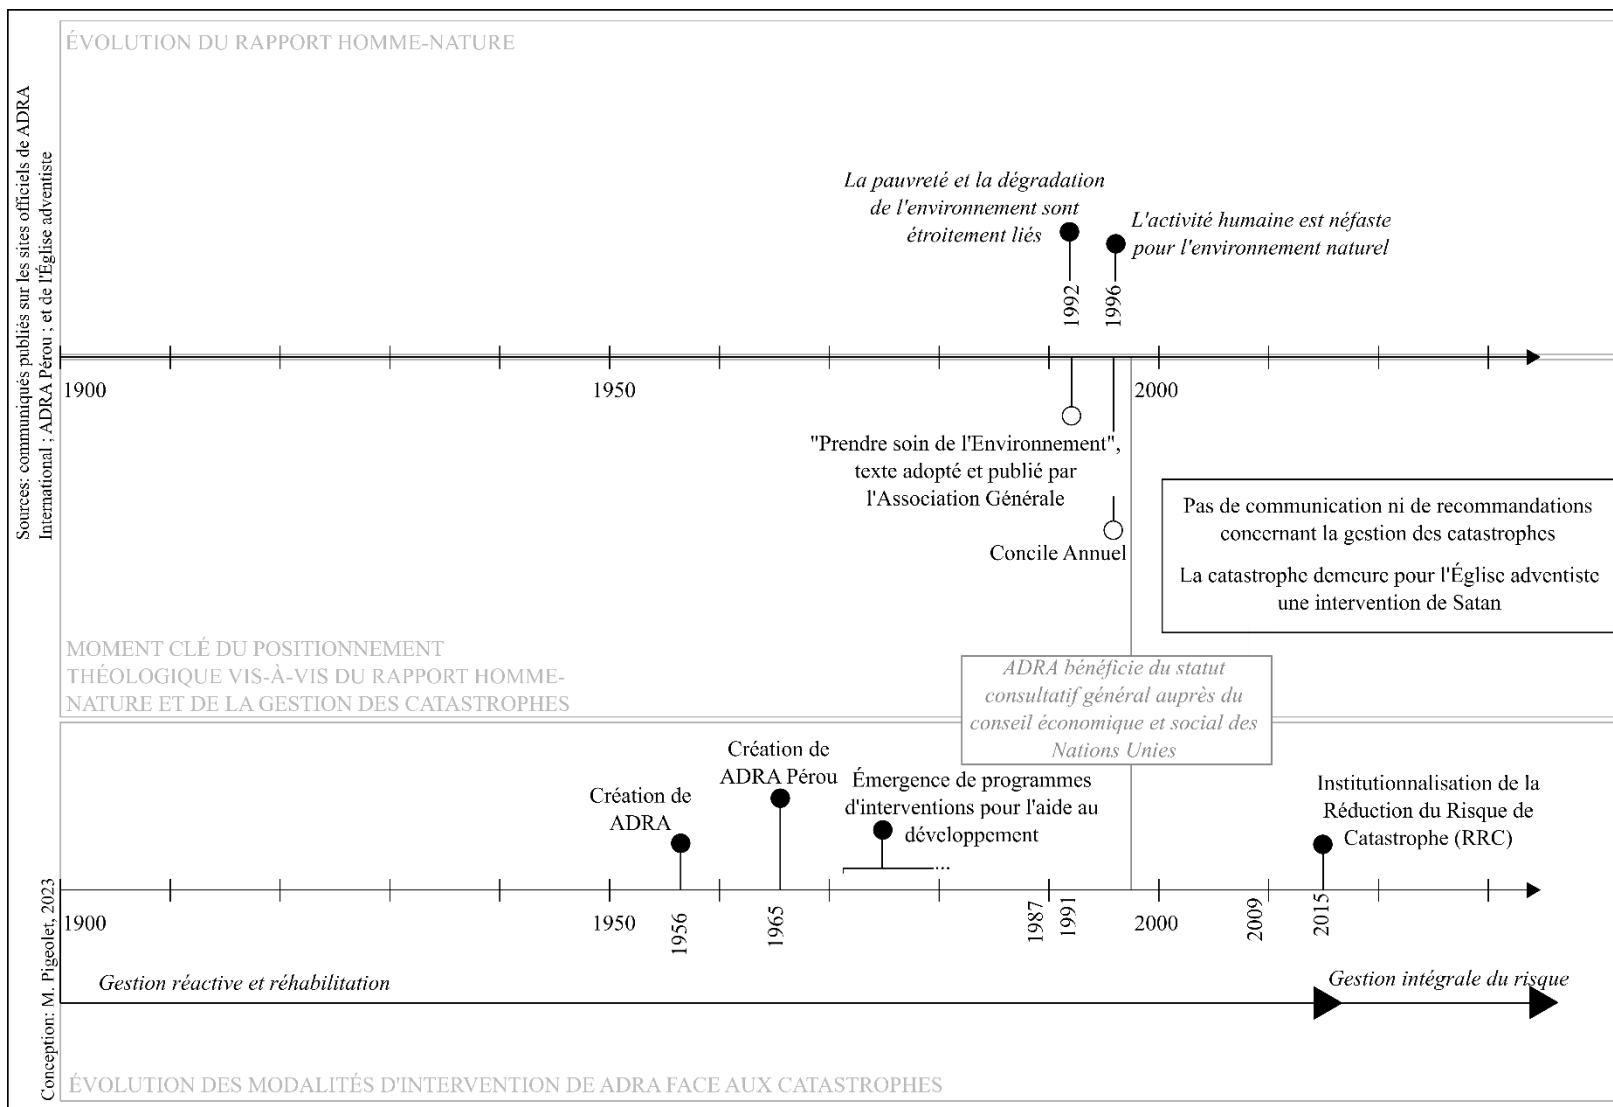 ÉVOLUTION DU RAPPORT HOMME-NATURE
Sources: communiqués publiés sur les sites officiels de ADRA
International ; ADRA Pérou ; et de l'Église adventiste
La pauvreté et la dégradation
de l'environnement sont
étroitement liés
L'activité humaine est néfaste
pour l'environnement naturel
1992
1996
1900
1950
2000
"Prendre soin de l'Environnement",
texte adopté et publié par
l'Association Générale
Concile Annuel
Pas de communication ni de recommandations
concernant la gestion des catastrophes
La catastrophe demeure pour l'Église adventiste
une intervention de Satan
MOMENT CLÉ DU POSITIONNEMENT
THÉOLOGIQUE VIS-À-VIS DU RAPPORT HOMME-
NATURE ET DE LA GESTION DES CATASTROPHES
ADRA bénéficie du statut
consultatif général auprès du
conseil économique et social des
Nations Unies
Création de
ADRA
Création de
ADRA Pérou
Émergence de programmes
d'interventions pour l'aide au
développement
...
Institutionnalisation de la
Réduction du Risque de
Catastrophe (RRC)
1900
1950
1956
1965
1987
1991
2000
2009
2015
Gestion réactive et réhabilitation
Gestion intégrale du risque
Conception: M. Pigeolet, 2023
ÉVOLUTION DES MODALITÉS D'INTERVENTION DE ADRA FACE AUX CATASTROPHES